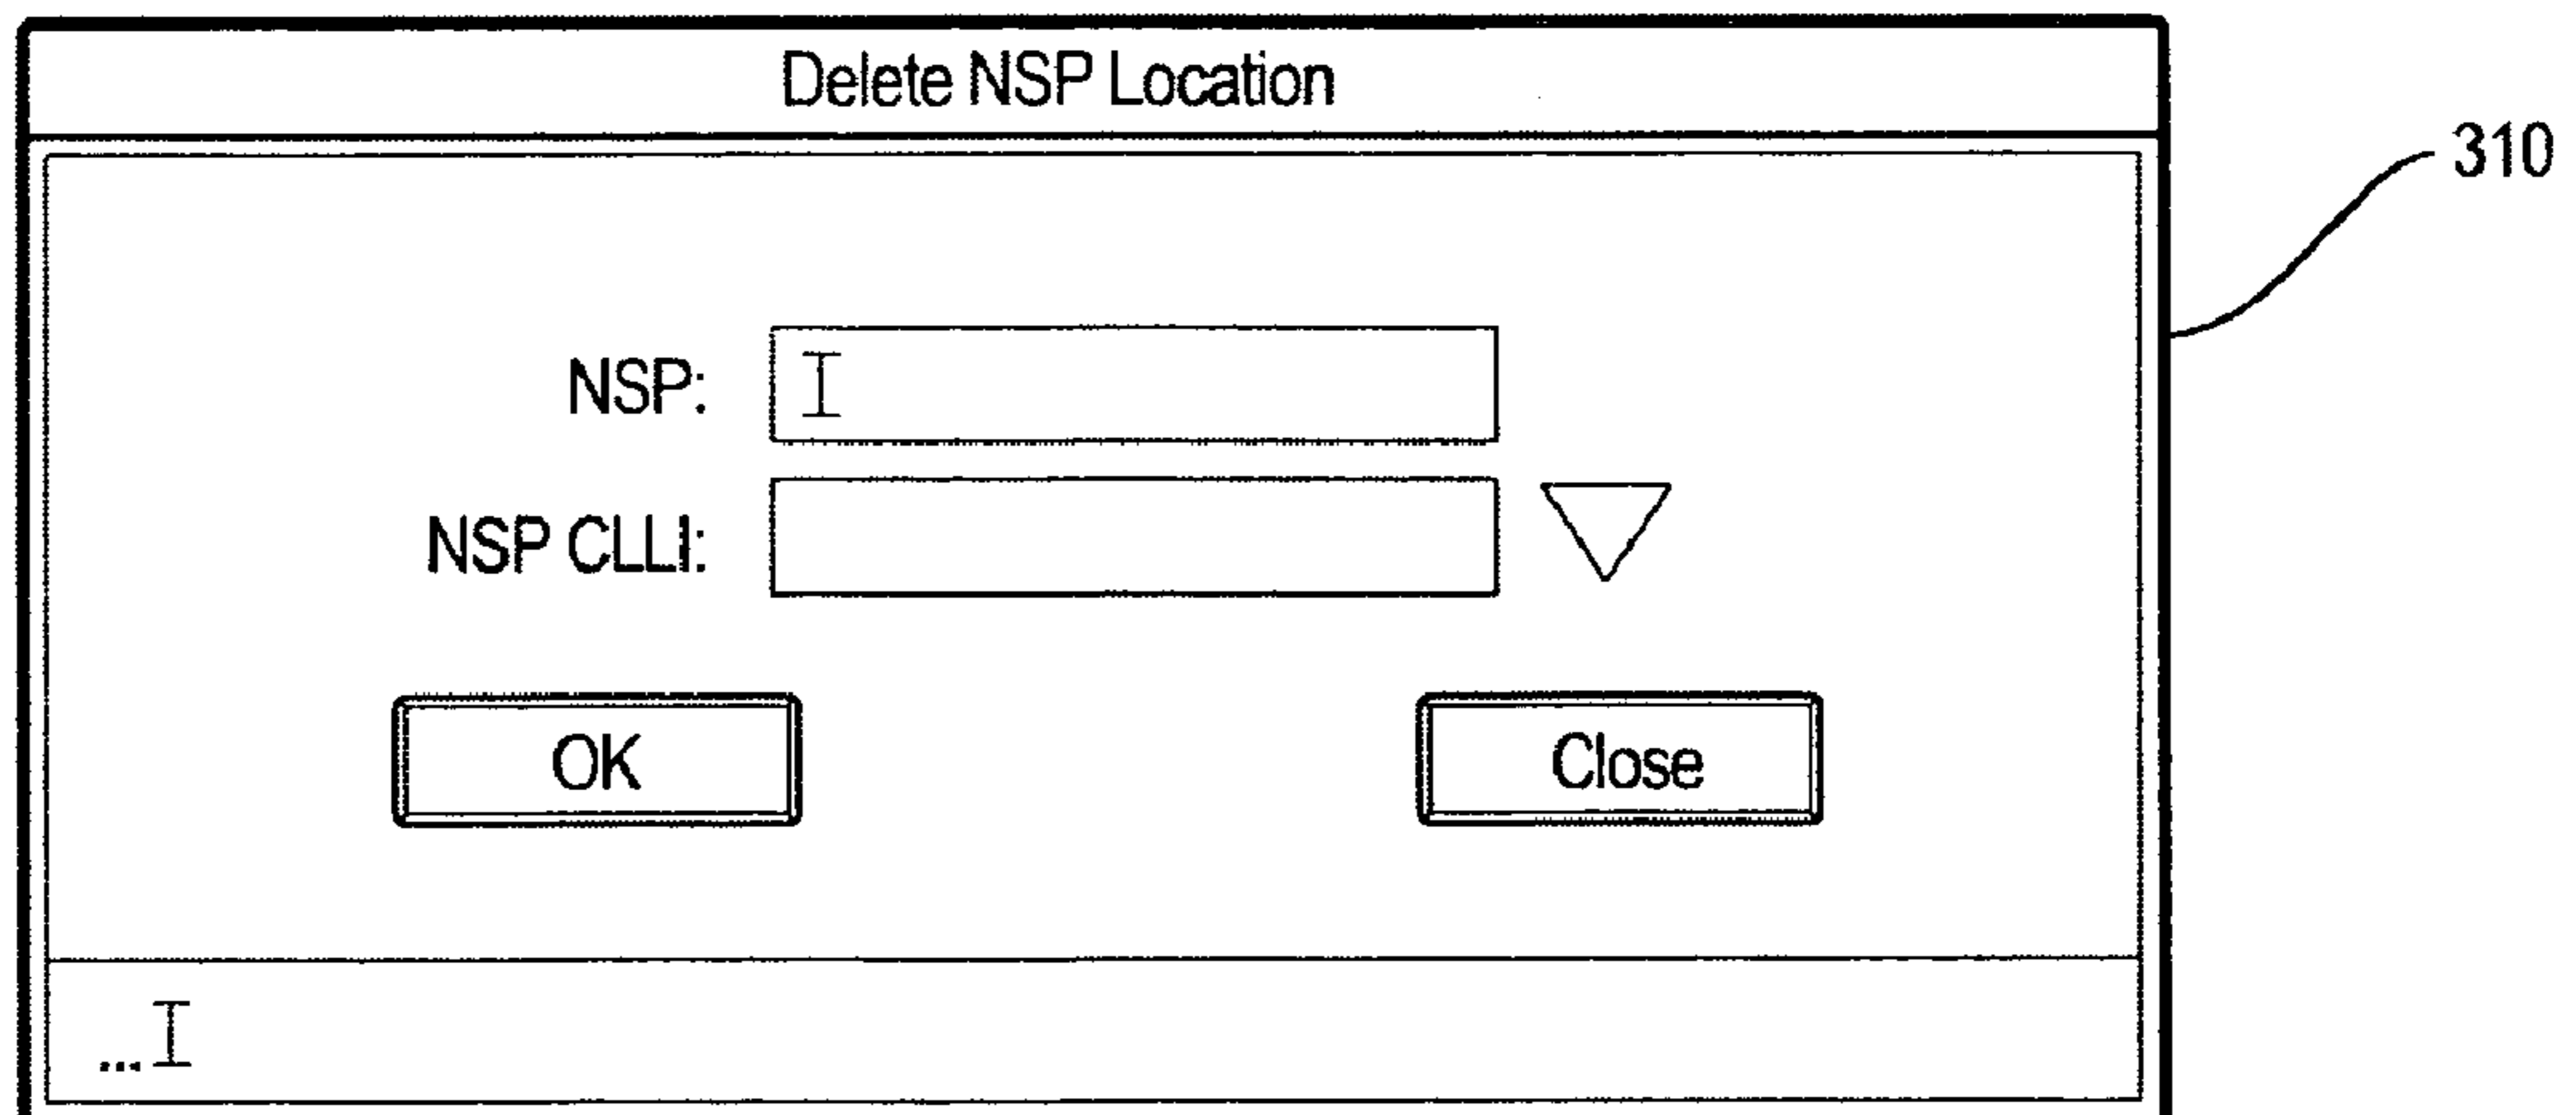 Delete NSP Location
310
NSP:
NSP CLLI:
OK Close
...